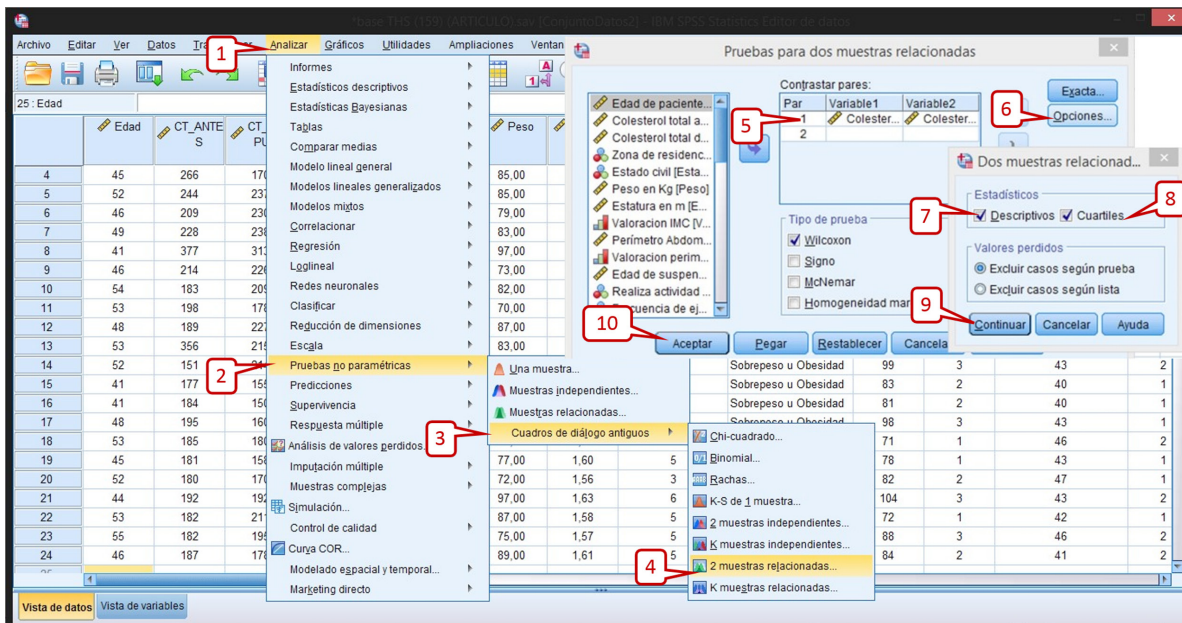 *base THS (159) (ARTICULO).sav [ConjuntoDatos2] - IBM SPSS Statistics Editor de datos
Archivo Editar Ver Datos Analizar Gráficos Utilidades Ampliaciones Ventan
1
25 : Edad
Edad CT_ANTES Peso
4 45 266 85,00
5 52 244 85,00
6 46 209 79,00
7 49 228 83,00
8 41 377 97,00
9 46 214 73,00
10 54 183 82,00
11 53 198 70,00
12 48 189 87,00
13 53 356 83,00
14 52 151 Sobrepeso u Obesidad 99 3 43 2
15 41 177 Sobrepeso u Obesidad 83 2 40 1
16 41 184 Sobrepeso u Obesidad 81 2 40 1
17 48 195 Sobrepeso u Obesidad 98 3 43 1
18 53 185 71 1 46 2
19 45 181 77,00 1,60 5 78 1 43 1
20 52 180 72,00 1,56 3 82 2 47 1
21 44 192 97,00 1,63 6 104 3 43 2
22 53 182 87,00 1,58 5 72 1 42 1
23 55 182 75,00 1,57 5 88 3 46 2
24 46 187 89,00 1,61 5 84 2 41 2
Vista de datos Vista de variables
Informes
Estadísticos descriptivos
Estadísticas Bayesianas
Tablas
Comparar medias
Modelo lineal general
Modelos lineales generalizados
Modelos mixtos
Correlacionar
Regresión
Loglineal
Redes neuronales
Clasificar
Reducción de dimensiones
Escala
2
Pruebas no paramétricas
Predicciones
Supervivencia
Respuesta múltiple
Análisis de valores perdidos...
Imputación múltiple
Muestras complejas
Simulación...
Control de calidad
Curva COR...
Modelado espacial y temporal...
Marketing directo
Una muestra...
Muestras independientes...
Muestras relacionadas...
3
Cuadros de diálogo antiguos
Chi-cuadrado...
Binomial...
Rachas...
K-S de 1 muestra...
2 muestras independientes...
K muestras independientes...
4
2 muestras relacionadas...
K muestras relacionadas...
Pruebas para dos muestras relacionadas
Edad de paciente...
Colesterol total a...
Colesterol total d...
Zona de residenc...
Estado civil [Esta...
Peso en Kg [Peso]
Estatura en m [E...
Valoracion IMC [V...
Perímetro Abdom...
Valoracion perim...
Edad de suspen...
Realiza actividad ...
Contrastar pares:
Par Variable1 Variable2
5
1 Colester... Colester...
2
Exacta...
6
Opciones...
Tipo de prueba
Wilcoxon
Signo
McNemar
Homogeneidad mar
10
Aceptar Pegar Restablecer Cancela
Dos muestras relacionad...
Estadísticos
7
Descriptivos Cuartiles
8
Valores perdidos
Excluir casos según prueba
Excluir casos según lista
9
Continuar Cancelar Ayuda